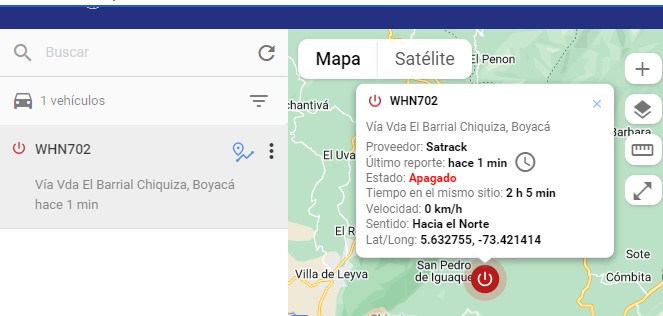 Buscar
1 vehículos
WHN702
Vía Vda El Barrial Chiquiza, Boyacá
hace 1 min
Mapa
Satélite
El Penon
chantivá
WHN702
×
Vía Vda El Barrial Chiquiza, Boyacá
Proveedor: Satrack
Último reporte: hace 1 min
Estado: Apagado
Tiempo en el mismo sitio: 2 h 5 min
Velocidad: 0 km/h
Sentido: Hacia el Norte
Lat/Long: 5.632755, -73.421414
Barbara
El Uva
El R
San Pedro
de Iguaque
Villa de Leyva
Sote
Cómbita